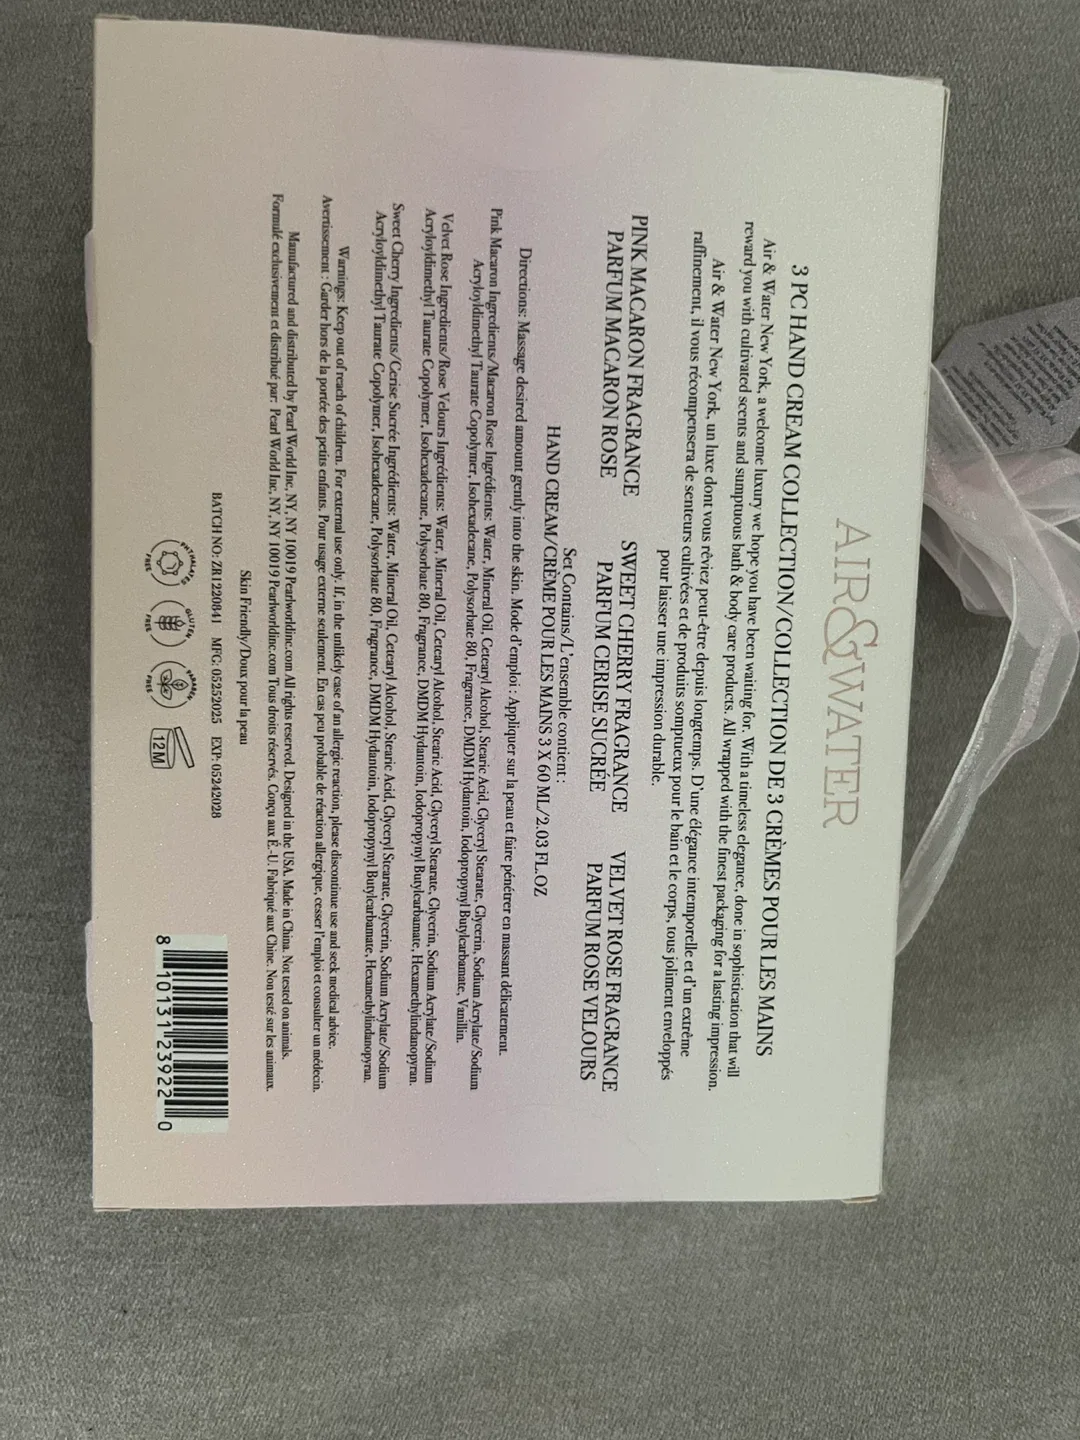 AIR&WATER
3 PC HAND CREAM COLLECTION/COLLECTION DE 3 CRÈMES POUR LES MAINS
Air & Water New York, a welcome luxury we hope you have been waiting for. With a timeless elegance, done in sophistication that will
reward you with cultivated scents and sumptuous bath & body care products. All wrapped with the finest packaging for a lasting impression.
Air & Water New York, un luxe dont vous rêviez peut-être depuis longtemps. D'une élégance intemporelle et d'un extrême
raffinement, il vous récompensera de senteurs cultivées et de produits somptueux pour le bain et le corps, tous joliment enveloppés
pour laisser une impression durable.
PINK MACARON FRAGRANCE
PARFUM MACARON ROSE
SWEET CHERRY FRAGRANCE
PARFUM CERISE SUCRÉE
VELVET ROSE FRAGRANCE
PARFUM ROSE VELOURS
Set Contains/L'ensemble contient :
HAND CREAM/CRÈME POUR LES MAINS 3 X 60 ML/2.03 FL.OZ
Directions: Massage desired amount gently into the skin. Mode d'emploi : Appliquer sur la peau et faire pénétrer en massant délicatement.
Pink Macaron Ingredients/Macaron Rose Ingrédients: Water, Mineral Oil, Cetearyl Alcohol, Stearic Acid, Glyceryl Stearate, Glycerin, Sodium Acrylate/Sodium
Acryloyldimethyl Taurate Copolymer, Isohexadecane, Polysorbate 80, Fragrance, DMDM Hydantoin, Iodopropynyl Butylcarbamate, Vanillin.
Velvet Rose Ingredients/Rose Velours Ingrédients: Water, Mineral Oil, Cetearyl Alcohol, Stearic Acid, Glyceryl Stearate, Glycerin, Sodium Acrylate/Sodium
Acryloyldimethyl Taurate Copolymer, Isohexadecane, Polysorbate 80, Fragrance, DMDM Hydantoin, Iodopropynyl Butylcarbamate, Hexamethylindanopyran.
Sweet Cherry Ingredients/Cerise Sucrée Ingrédients: Water, Mineral Oil, Cetearyl Alcohol, Stearic Acid, Glyceryl Stearate, Glycerin, Sodium Acrylate/Sodium
Acryloyldimethyl Taurate Copolymer, Isohexadecane, Polysorbate 80, Fragrance, DMDM Hydantoin, Iodopropynyl Butylcarbamate, Hexamethylindanopyran.
Warnings: Keep out of reach of children. For external use only. If, in the unlikely case of an allergic reaction, please discontinue use and seek medical advice.
Avertissement : Garder hors de la portée des petits enfants. Pour usage externe seulement. En cas peu probable de réaction allergique, cesser l'emploi et consulter un médecin.
Manufactured and distributed by Pearl World Inc, NY, NY 10019 Pearlworldinc.com All rights reserved. Designed in the USA. Made in China. Not tested on animals.
Formulé exclusivement et distribué par: Pearl World Inc, NY, NY 10019 Pearlworldinc.com Tous droits réservés. Conçu aux É.-U. Fabriqué aux Chine. Non testé sur les animaux.
Skin Friendly/Doux pour la peau
BATCH NO: ZR1220841 MFG: 05252025 EXP: 05242028
PHTHALATES FREE
GLUTEN FREE
PARABEN FREE
12M
8 10131 23922 0